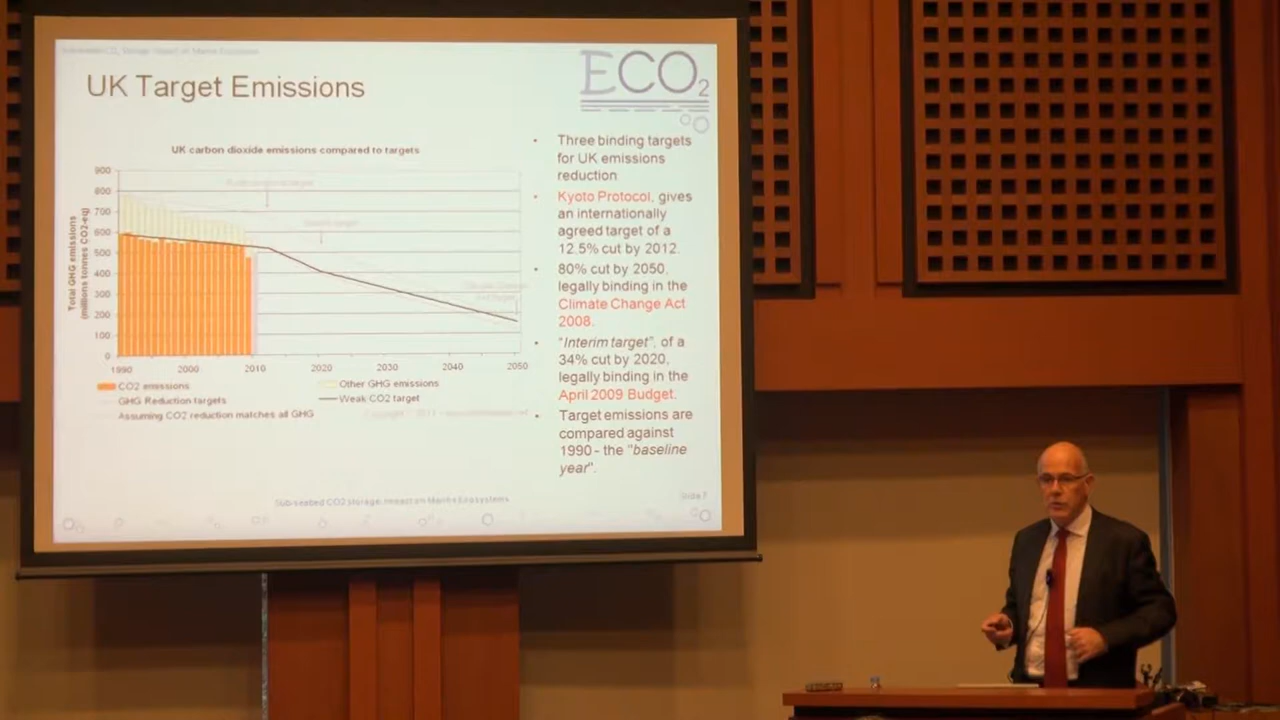 UK Target Emissions
ECO2
UK carbon dioxide emissions compared to targets
Total GHG emissions
(millions tonnes CO2-eq)
900
800
700
600
500
400
300
200
100
0
1990
2000
2010
2020
2030
2040
2050
CO2 emissions
Other GHG emissions
GHG Reduction targets
Weak CO2 target
Assuming CO2 reduction matches all GHG
• Three binding targets
for UK emissions
reduction
• Kyoto Protocol, gives
an internationally
agreed target of a
12.5% cut by 2012.
• 80% cut by 2050,
legally binding in the
Climate Change Act
2008.
• "Interim target", of a
34% cut by 2020,
legally binding in the
April 2009 Budget.
• Target emissions are
compared against
1990 - the "baseline
year".
Sub-seabed CO2 storage: Impact on Marine Ecosystems
Slide 7